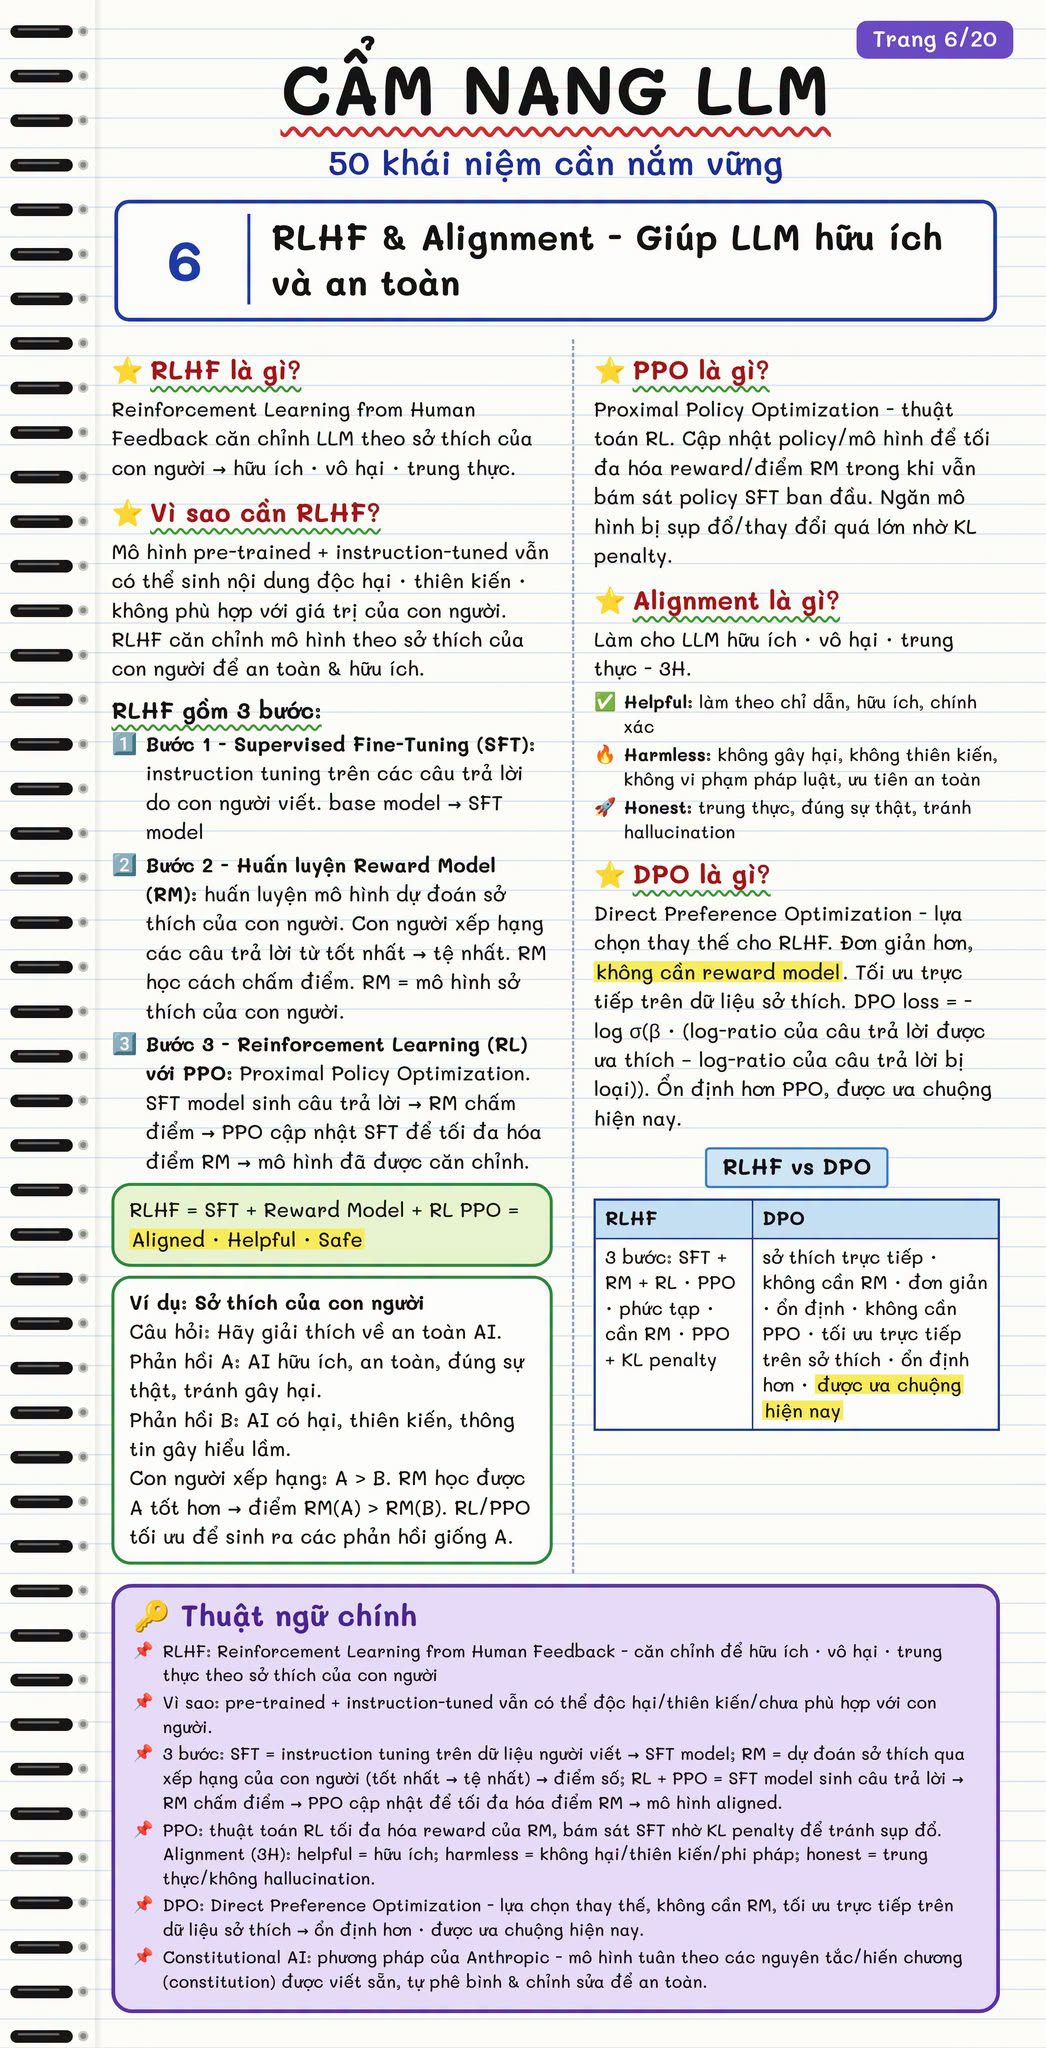 Trang 6/20
CẨM NANG LLM
50 khái niệm cần nắm vững
6
RLHF & Alignment - Giúp LLM hữu ích
và an toàn
⭐ RLHF là gì?
Reinforcement Learning from Human
Feedback căn chỉnh LLM theo sở thích của
con người → hữu ích · vô hại · trung thực.
⭐ Vì sao cần RLHF?
Mô hình pre-trained + instruction-tuned vẫn
có thể sinh nội dung độc hại · thiên kiến ·
không phù hợp với giá trị của con người.
RLHF căn chỉnh mô hình theo sở thích của
con người để an toàn & hữu ích.
RLHF gồm 3 bước:
1️⃣ Bước 1 - Supervised Fine-Tuning (SFT):
instruction tuning trên các câu trả lời
do con người viết. base model → SFT
model
2️⃣ Bước 2 - Huấn luyện Reward Model
(RM): huấn luyện mô hình dự đoán sở
thích của con người. Con người xếp hạng
các câu trả lời từ tốt nhất → tệ nhất. RM
học cách chấm điểm. RM = mô hình sở
thích của con người.
3️⃣ Bước 3 - Reinforcement Learning (RL)
với PPO: Proximal Policy Optimization.
SFT model sinh câu trả lời → RM chấm
điểm → PPO cập nhật SFT để tối đa hóa
điểm RM → mô hình đã được căn chỉnh.
RLHF = SFT + Reward Model + RL PPO =
Aligned · Helpful · Safe
Ví dụ: Sở thích của con người
Câu hỏi: Hãy giải thích về an toàn AI.
Phản hồi A: AI hữu ích, an toàn, đúng sự
thật, tránh gây hại.
Phản hồi B: AI có hại, thiên kiến, thông
tin gây hiểu lầm.
Con người xếp hạng: A > B. RM học được
A tốt hơn → điểm RM(A) > RM(B). RL/PPO
tối ưu để sinh ra các phản hồi giống A.
⭐ PPO là gì?
Proximal Policy Optimization - thuật
toán RL. Cập nhật policy/mô hình để tối
đa hóa reward/điểm RM trong khi vẫn
bám sát policy SFT ban đầu. Ngăn mô
hình bị sụp đổ/thay đổi quá lớn nhờ KL
penalty.
⭐ Alignment là gì?
Làm cho LLM hữu ích · vô hại · trung
thực - 3H.
✅ Helpful: làm theo chỉ dẫn, hữu ích, chính
xác
🔥 Harmless: không gây hại, không thiên kiến,
không vi phạm pháp luật, ưu tiên an toàn
🚀 Honest: trung thực, đúng sự thật, tránh
hallucination
⭐ DPO là gì?
Direct Preference Optimization - lựa
chọn thay thế cho RLHF. Đơn giản hơn,
không cần reward model. Tối ưu trực
tiếp trên dữ liệu sở thích. DPO loss = -
log σ(β · (log-ratio của câu trả lời được
ưa thích − log-ratio của câu trả lời bị
loại)). Ổn định hơn PPO, được ưa chuộng
hiện nay.
RLHF vs DPO
RLHF
3 bước: SFT +
RM + RL · PPO
· phức tạp ·
cần RM · PPO
+ KL penalty
DPO
sở thích trực tiếp ·
không cần RM · đơn giản
· ổn định · không cần
PPO · tối ưu trực tiếp
trên sở thích · ổn định
hơn · được ưa chuộng
hiện nay
🔑 Thuật ngữ chính
📌 RLHF: Reinforcement Learning from Human Feedback - căn chỉnh để hữu ích · vô hại · trung
thực theo sở thích của con người
📌 Vì sao: pre-trained + instruction-tuned vẫn có thể độc hại/thiên kiến/chưa phù hợp với con
người.
📌 3 bước: SFT = instruction tuning trên dữ liệu người viết → SFT model; RM = dự đoán sở thích qua
xếp hạng của con người (tốt nhất → tệ nhất) → điểm số; RL + PPO = SFT model sinh câu trả lời →
RM chấm điểm → PPO cập nhật để tối đa hóa điểm RM → mô hình aligned.
📌 PPO: thuật toán RL tối đa hóa reward của RM, bám sát SFT nhờ KL penalty để tránh sụp đổ.
Alignment (3H): helpful = hữu ích; harmless = không hại/thiên kiến/phi pháp; honest = trung
thực/không hallucination.
📌 DPO: Direct Preference Optimization - lựa chọn thay thế, không cần RM, tối ưu trực tiếp trên
dữ liệu sở thích → ổn định hơn · được ưa chuộng hiện nay.
📌 Constitutional AI: phương pháp của Anthropic - mô hình tuân theo các nguyên tắc/hiến chương
(constitution) được viết sẵn, tự phê bình & chỉnh sửa để an toàn.